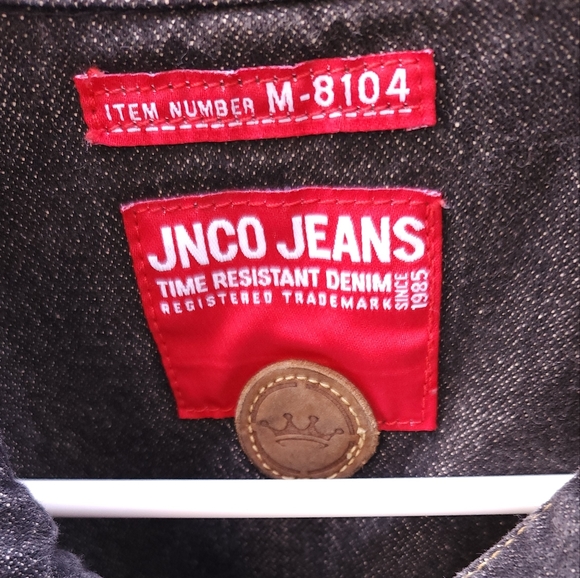 ITEM NUMBER M-8104
JNCO JEANS
TIME RESISTANT DENIM
REGISTERED TRADEMARK
SINCE 1985